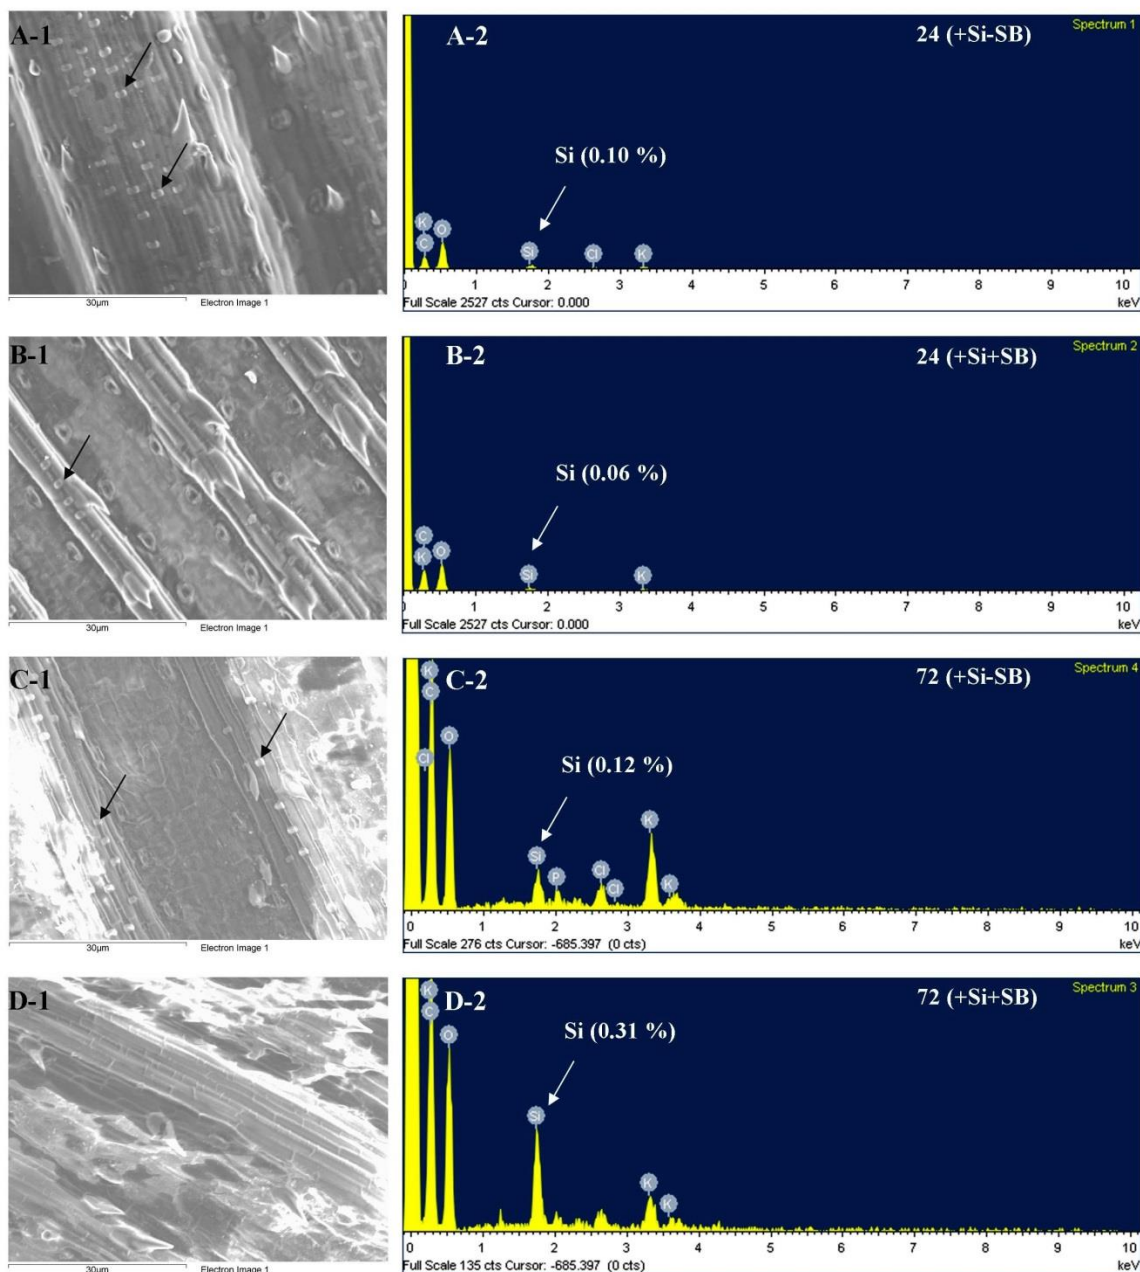 A-1
30µm
Electron Image 1
A-2
24 (+Si-SB)
Spectrum 1
Si (0.10 %)
K
C
O
Si
Cl
K
0 1 2 3 4 5 6 7 8 9 10
Full Scale 2527 cts Cursor: 0.000
keV
B-1
30µm
Electron Image 1
B-2
24 (+Si+SB)
Spectrum 2
Si (0.06 %)
C
K
O
Si
K
0 1 2 3 4 5 6 7 8 9 10
Full Scale 2527 cts Cursor: 0.000
keV
C-1
30µm
Electron Image 1
C-2
72 (+Si-SB)
Spectrum 4
Si (0.12 %)
K
C
Cl
O
Si
P
Cl
Cl
K
K
0 1 2 3 4 5 6 7 8 9 10
Full Scale 276 cts Cursor: -685.397 (0 cts)
keV
D-1
30µm
Electron Image 1
D-2
72 (+Si+SB)
Spectrum 3
Si (0.31 %)
K
C
O
Si
K
K
0 1 2 3 4 5 6 7 8 9 10
Full Scale 135 cts Cursor: -685.397 (0 cts)
keV